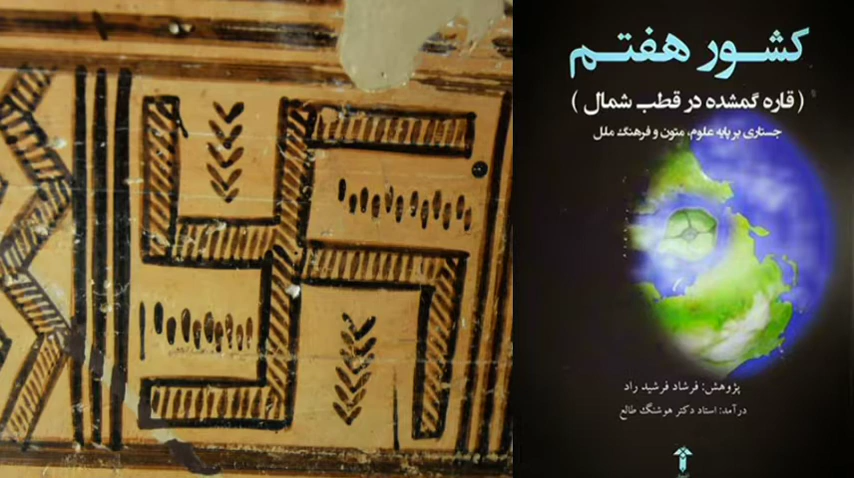 کشور هفتم
( قاره گمشده در قطب شمال )
جستاری بر پایه علوم، متون و فرهنگ ملل
پژوهش: فرشاد فرشید راد
درآمد: استاد دکتر هوشنگ طالع